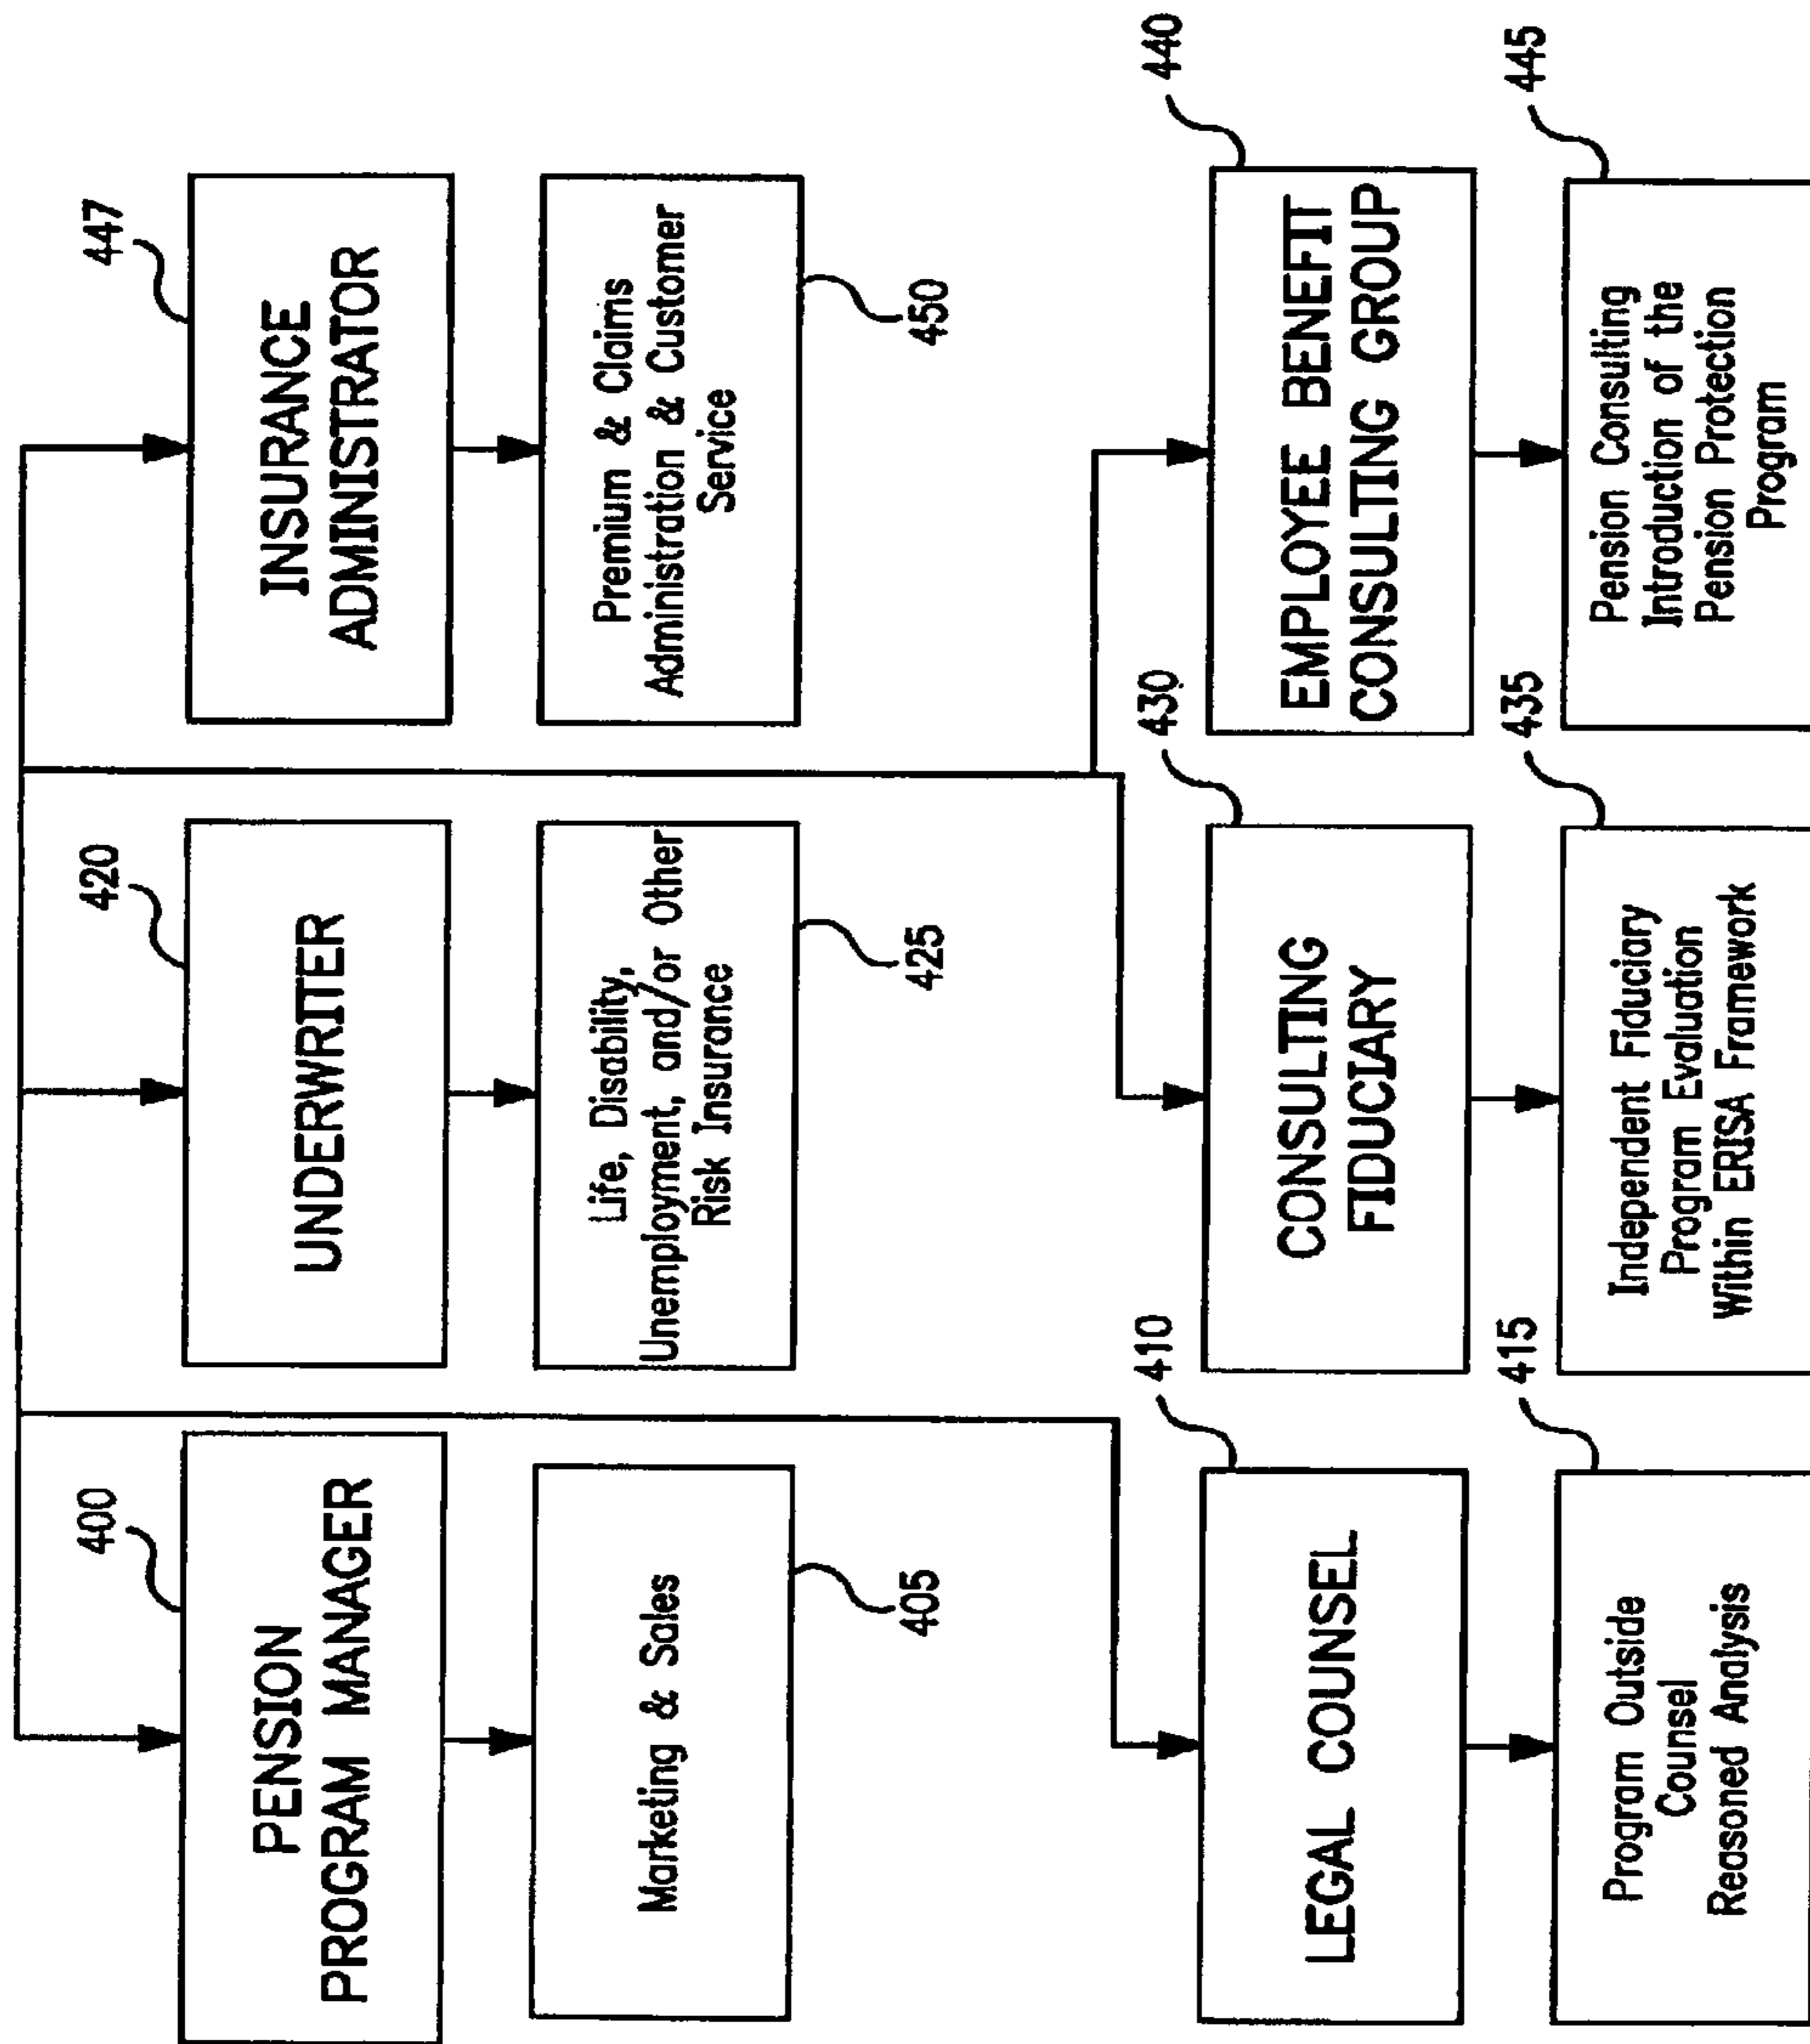 400
PENSION
PROGRAM MANAGER
Marketing & Sales
405
420
UNDERWRITER
Life, Disability,
Unemployment, and/or Other
Risk Insurance
425
447
INSURANCE
ADMINISTRATOR
Premium & Claims
Administration & Customer
Service
450
410
LEGAL COUNSEL
415
Program Outside
Counsel
Reasoned Analysis
430
CONSULTING
FIDUCIARY
435
Independent Fiduciary
Program Evaluation
Within ERISA Framework
440
EMPLOYEE BENEFIT
CONSULTING GROUP
445
Pension Consulting
Introduction of the
Pension Protection
Program